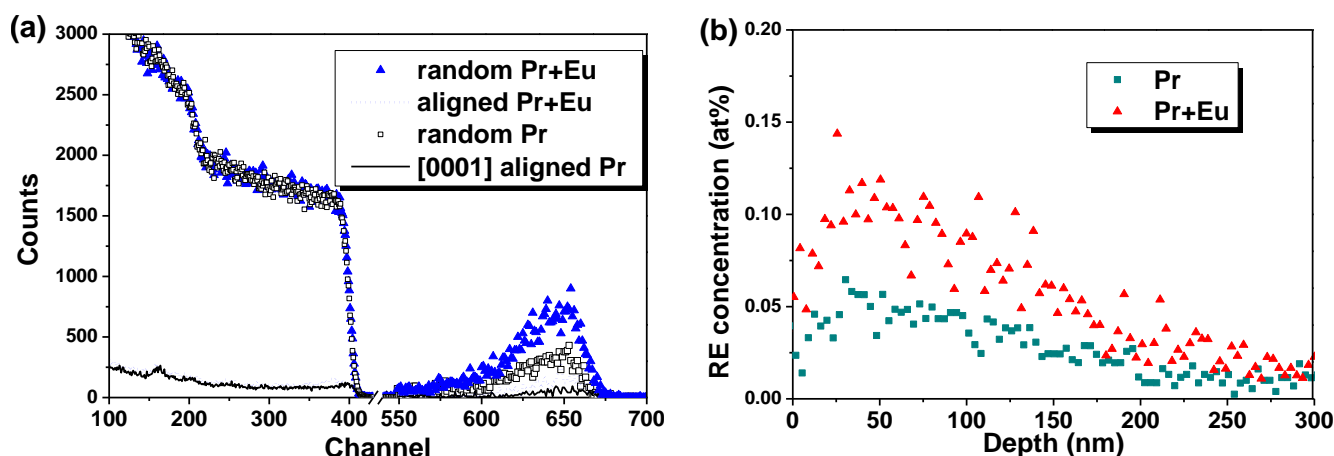 (a)
3000
2500
2000
1500
1000
500
0
Counts
100 200 300 400 550 600 650 700
Channel
random Pr+Eu
aligned Pr+Eu
random Pr
[0001] aligned Pr
(b)
0.20
0.15
0.10
0.05
0.00
RE concentration (at%)
0 50 100 150 200 250 300
Depth (nm)
Pr
Pr+Eu